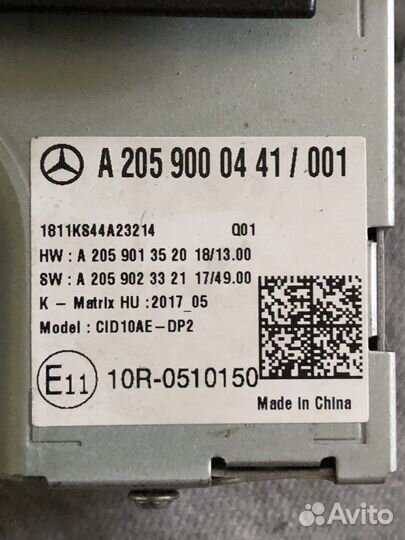 A 205 900 04 41 / 001
1811KS44A23214 Q01
HW : A 205 901 35 20 18/13.00
SW : A 205 902 33 21 17/49.00
K - Matrix HU : 2017_05
Model : CID10AE-DP2
E11 10R-0510150
Made in China
Avito